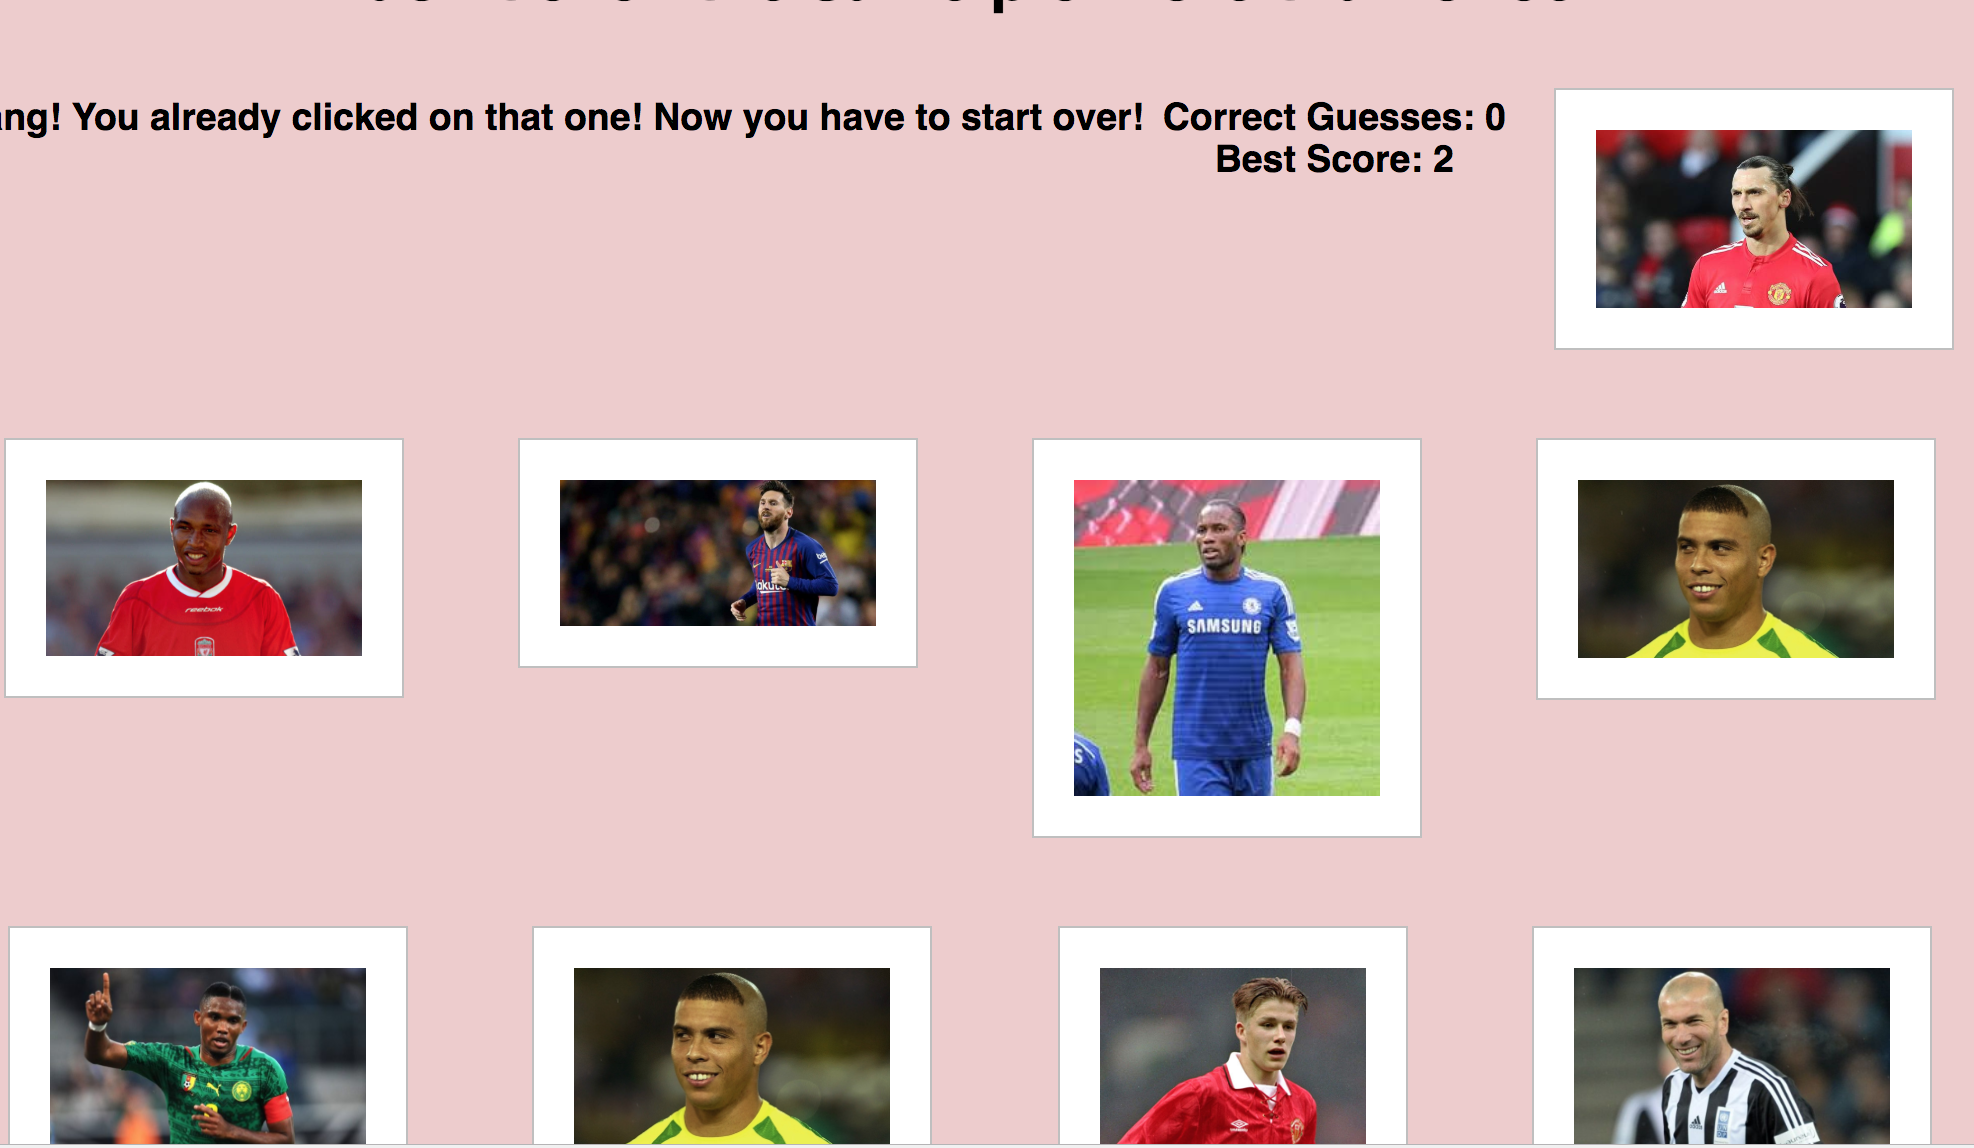 ng! You already clicked on that one! Now you have to start over! Correct Guesses: 0
Best Score: 2
reebok
SAMSUNG
S